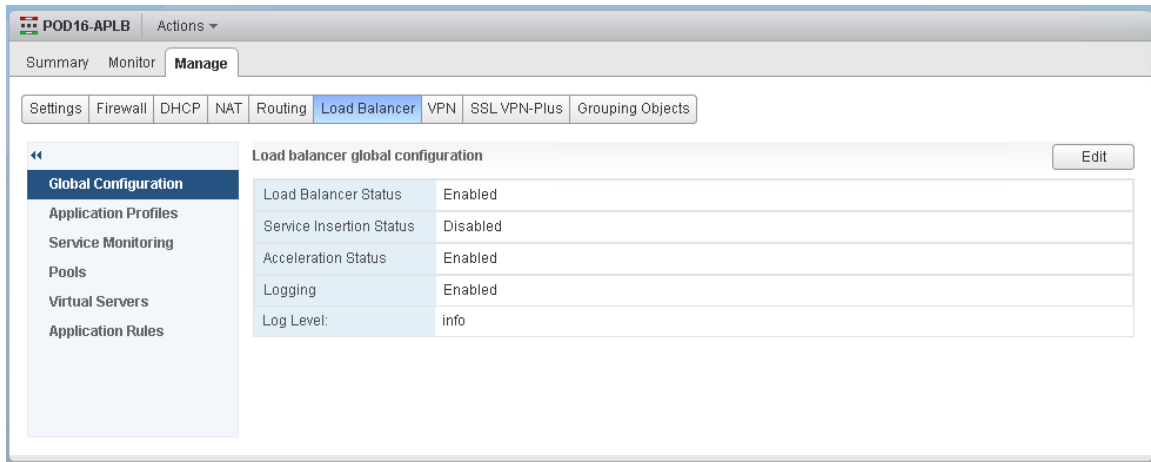 POD16-APLB Actions
Summary Monitor Manage
Settings Firewall DHCP NAT Routing Load Balancer VPN SSL VPN-Plus Grouping Objects
Load balancer global configuration Edit
Global Configuration
Application Profiles
Service Monitoring
Pools
Virtual Servers
Application Rules
Load Balancer Status Enabled
Service Insertion Status Disabled
Acceleration Status Enabled
Logging Enabled
Log Level: info